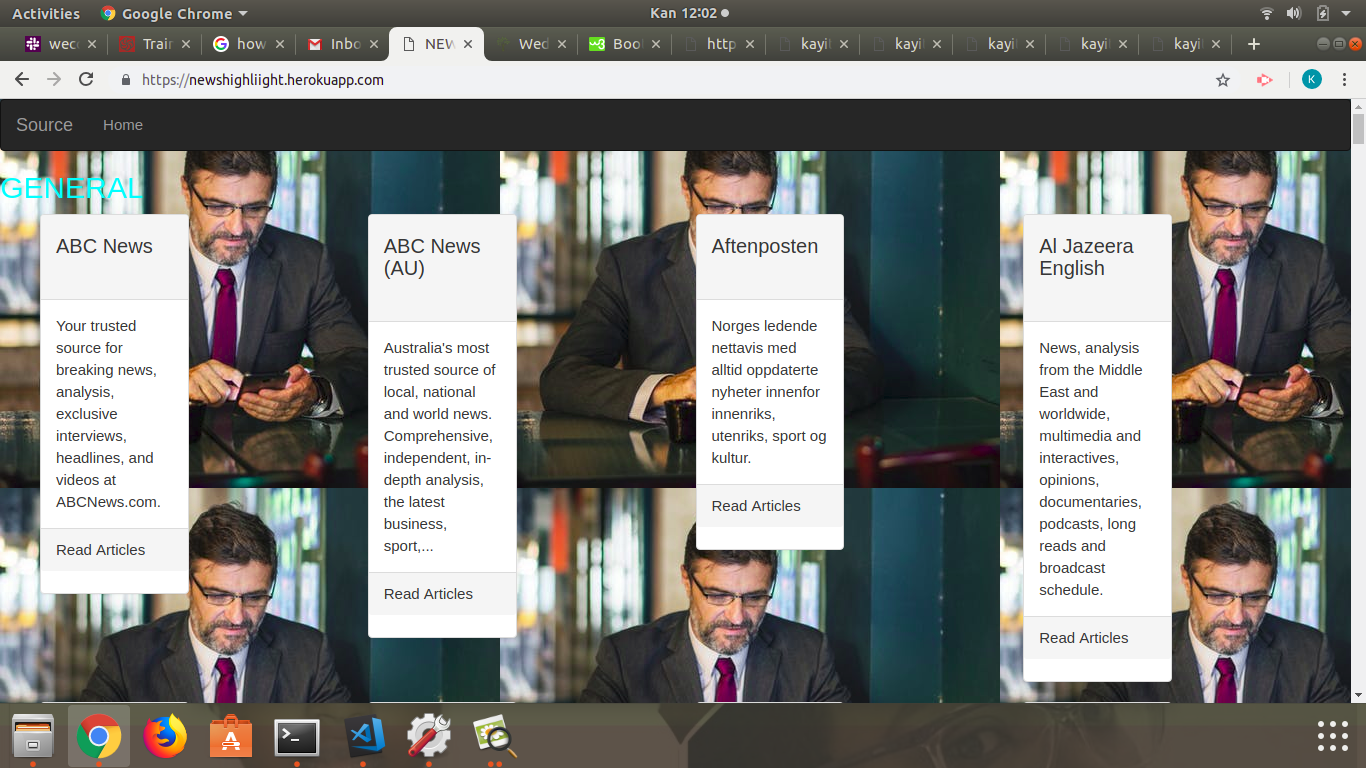 Activities Google Chrome Kan 12:02
wec Trair how Inbo NEW Wed Bool http kayi kayi kayi kayi kayi
https://newshighliight.herokuapp.com K
Source Home
GENERAL
ABC News
Your trusted
source for
breaking news,
analysis,
exclusive
interviews,
headlines, and
videos at
ABCNews.com.
Read Articles
ABC News
(AU)
Australia's most
trusted source of
local, national
and world news.
Comprehensive,
independent, in-
depth analysis,
the latest
business,
sport,...
Read Articles
Aftenposten
Norges ledende
nettavis med
alltid oppdaterte
nyheter innenfor
innenriks,
utenriks, sport og
kultur.
Read Articles
Al Jazeera
English
News, analysis
from the Middle
East and
worldwide,
multimedia and
interactives,
opinions,
documentaries,
podcasts, long
reads and
broadcast
schedule.
Read Articles